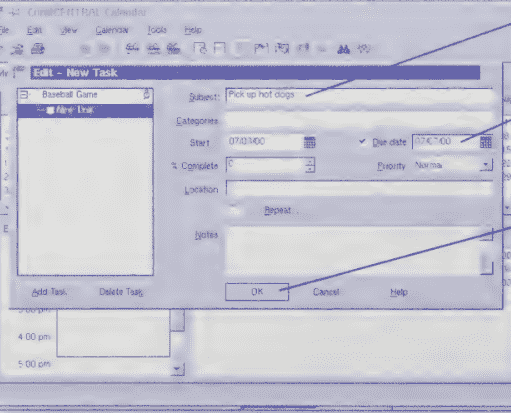 CorelCENTRAL Calendar
File Edit View Calendar Tools Help
Edit - New Task
Baseball Game
New Task
Subject: Pick up hot dogs
Categories
Start 07/03/00 Due date
% Complete 0 Priority Normal
Location
Repeat...
Notes
Add Task Delete Task OK Cancel Help
4:00 pm
5:00 pm